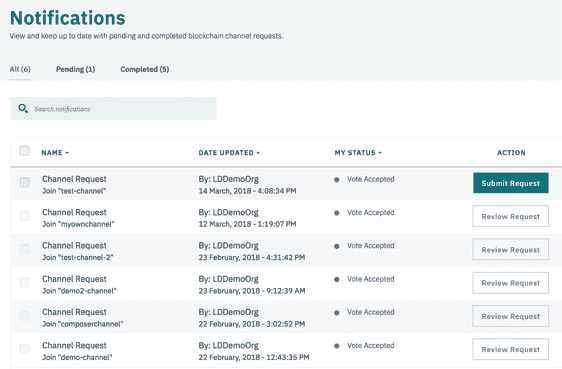 Notifications
View and keep up to date with pending and completed blockchain channel requests.
All (6) Pending (1) Completed (5)
Search notifications
NAME DATE UPDATED MY STATUS ACTION
Channel Request By: LDDemoOrg Vote Accepted Submit Request
Join "test-channel" 14 March, 2018 - 4:08:34 PM
Channel Request By: LDDemoOrg Vote Accepted Review Request
Join "myownchannel" 12 March, 2018 - 1:19:07 PM
Channel Request By: LDDemoOrg Vote Accepted Review Request
Join "test-channel-2" 23 February, 2018 - 4:31:42 PM
Channel Request By: LDDemoOrg Vote Accepted Review Request
Join "demo2-channel" 23 February, 2018 - 9:12:39 AM
Channel Request By: LDDemoOrg Vote Accepted Review Request
Join "composerchannel" 22 February, 2018 - 3:02:52 PM
Channel Request By: LDDemoOrg Vote Accepted Review Request
Join "demo-channel" 22 February, 2018 - 12:43:35 PM